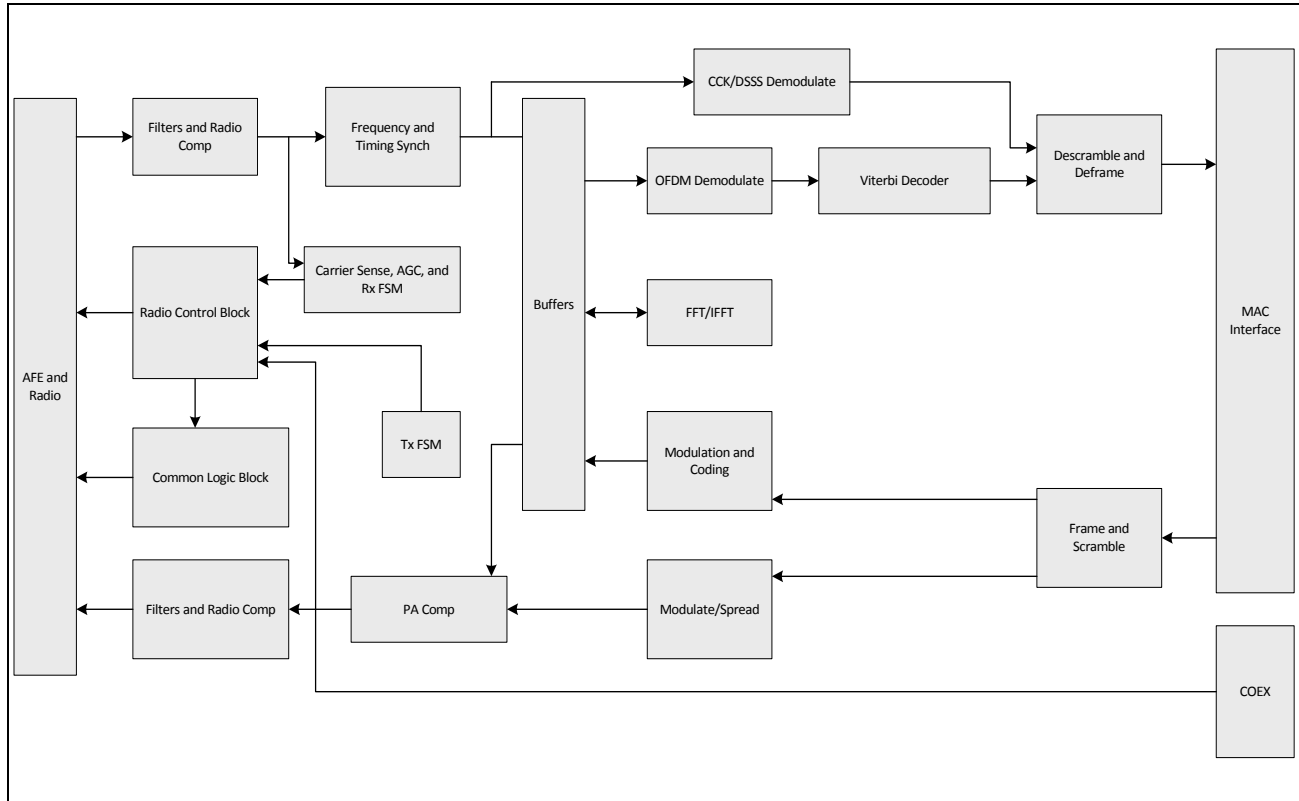 CCK/DSSS Demodulate
Filters and Radio
Comp
Frequency and
Timing Synch
Descramble and
Deframe
OFDM Demodulate
Viterbi Decoder
Carrier Sense, AGC, and
Rx FSM
Radio Control Block
Buffers
FFT/IFFT
MAC
Interface
AFE and
Radio
Tx FSM
Modulation and
Coding
Common Logic Block
Frame and
Scramble
Filters and Radio Comp
PA Comp
Modulate/Spread
COEX